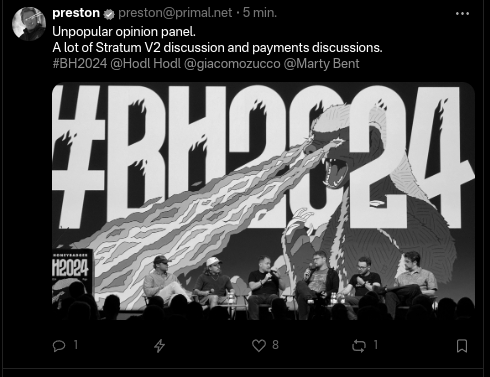 preston preston@primal.net · 5 min.
Unpopular opinion panel.
A lot of Stratum V2 discussion and payments discussions.
#BH2024 @Hodl Hodl @giacomozucco @Marty Bent
#BH2024
H2024
1
8
1